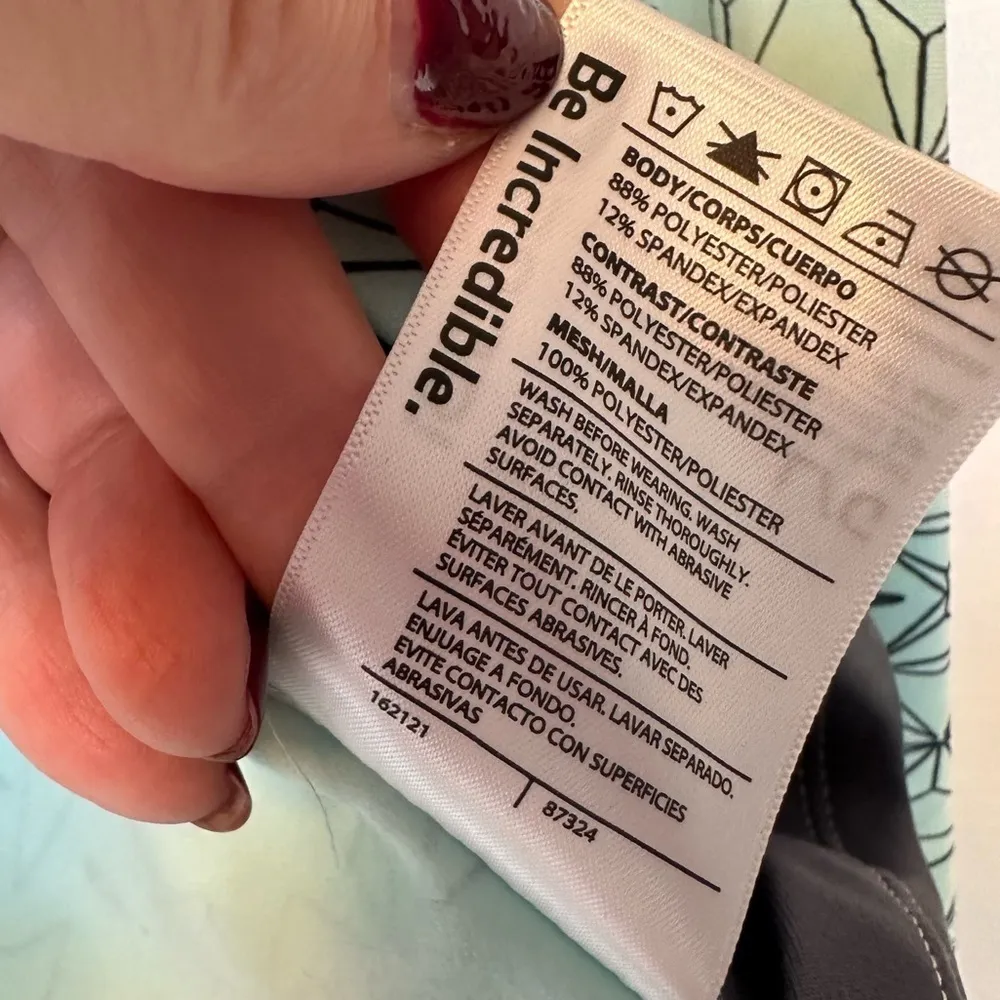 Be Incredible.
BODY/CORPS/CUERPO
88% POLYESTER/POLIESTER
12% SPANDEX/EXPANDEX
CONTRAST/CONTRASTE
88% POLYESTER/POLIESTER
12% SPANDEX/EXPANDEX
MESH/MALLA
100% POLYESTER/POLIESTER
WASH BEFORE WEARING. WASH
SEPARATELY. RINSE THOROUGHLY.
AVOID CONTACT WITH ABRASIVE
SURFACES.
LAVER AVANT DE LE PORTER. LAVER
SÉPARÉMENT. RINCER À FOND.
ÉVITER TOUT CONTACT AVEC DES
SURFACES ABRASIVES.
LAVA ANTES DE USAR. LAVAR SEPARADO.
ENJUAGE A FONDO.
EVITE CONTACTO CON SUPERFICIES
ABRASIVAS
162121
87324